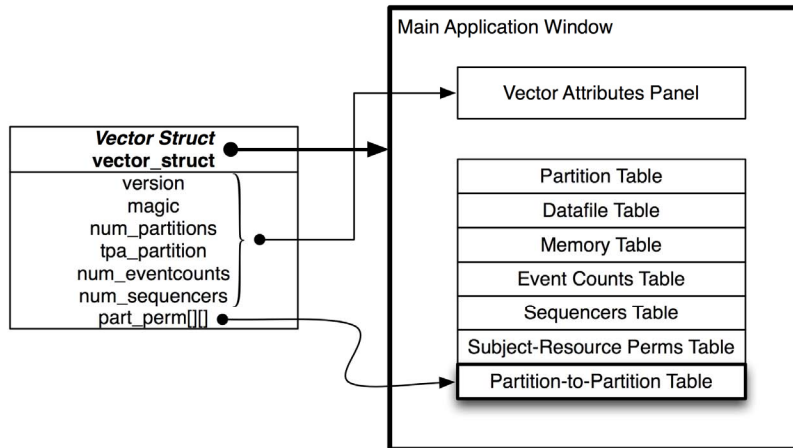 Main Application Window
Vector Attributes Panel
Vector Struct
vector_struct
version
magic
num_partitions
tpa_partition
num_eventcounts
num_sequencers
part_perm[][]
Partition Table
Datafile Table
Memory Table
Event Counts Table
Sequencers Table
Subject-Resource Perms Table
Partition-to-Partition Table